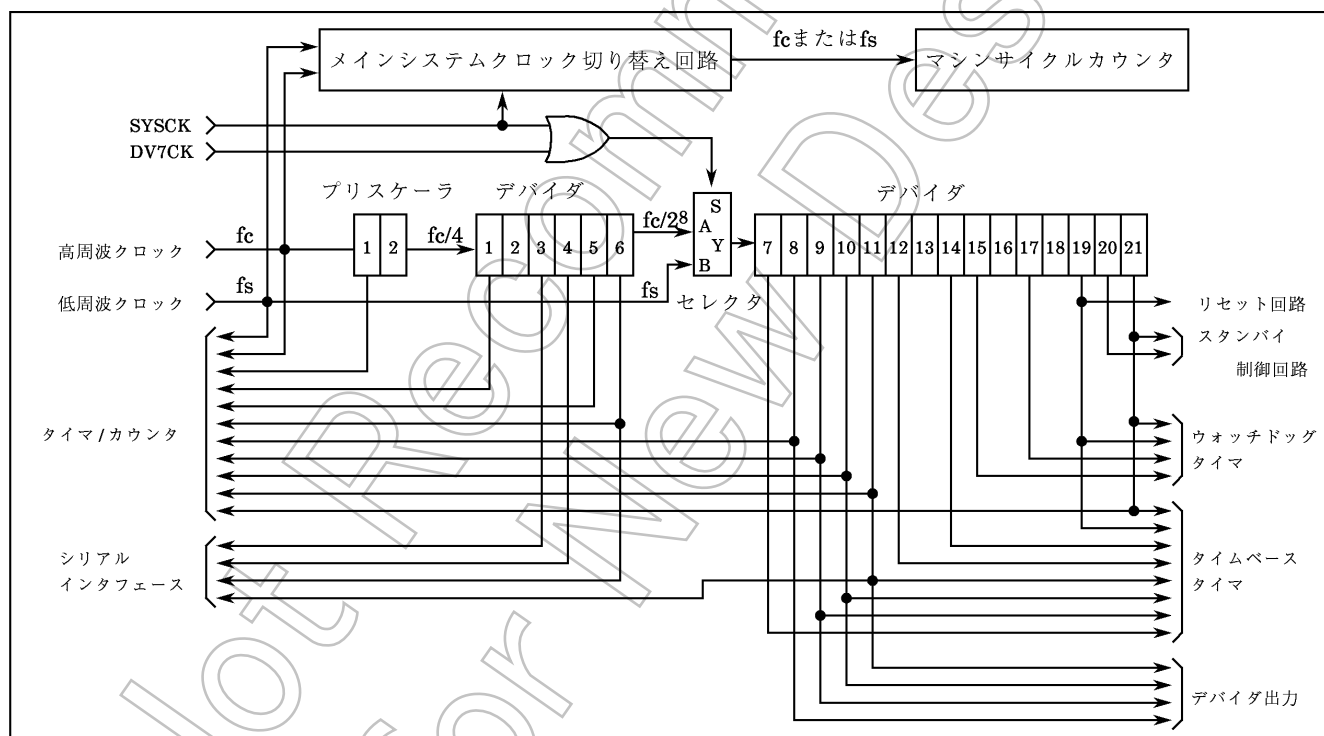 fcまたはfs
メインシステムクロック切り替え回路
マシンサイクルカウンタ
SYSCK
DV7CK
プリスケーラ
デバイダ
デバイダ
fc/2⁸
S
A
Y
B
高周波クロック
fc
1 2
fc/4
1 2 3 4 5 6
7 8 9 10 11 12 13 14 15 16 17 18 19 20 21
低周波クロック
fs
fs
セレクタ
リセット回路
スタンバイ
制御回路
タイマ/カウンタ
ウォッチドッグ
タイマ
シリアル
インタフェース
タイムベース
タイマ
デバイダ出力
Not Recomm
for New Des